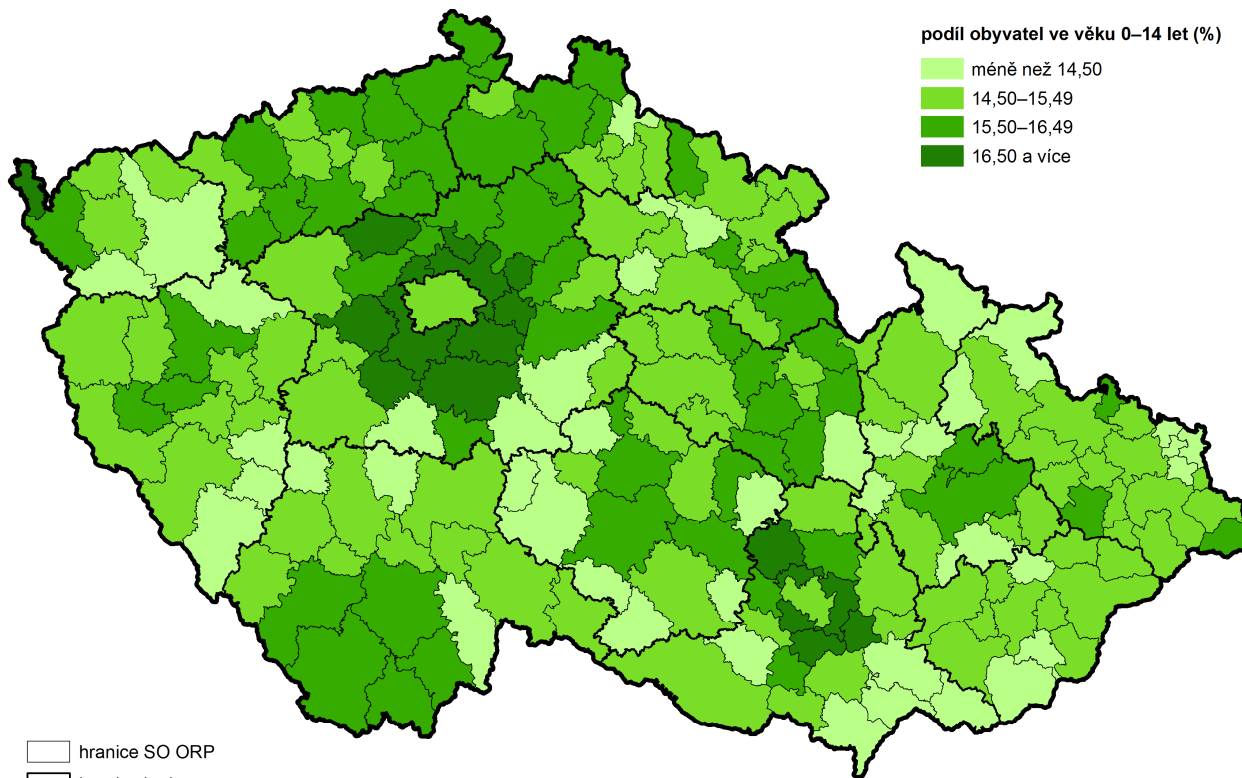 podíl obyvatel ve věku 0–14 let (%)
méně než 14,50
14,50–15,49
15,50–16,49
16,50 a více
hranice SO ORP